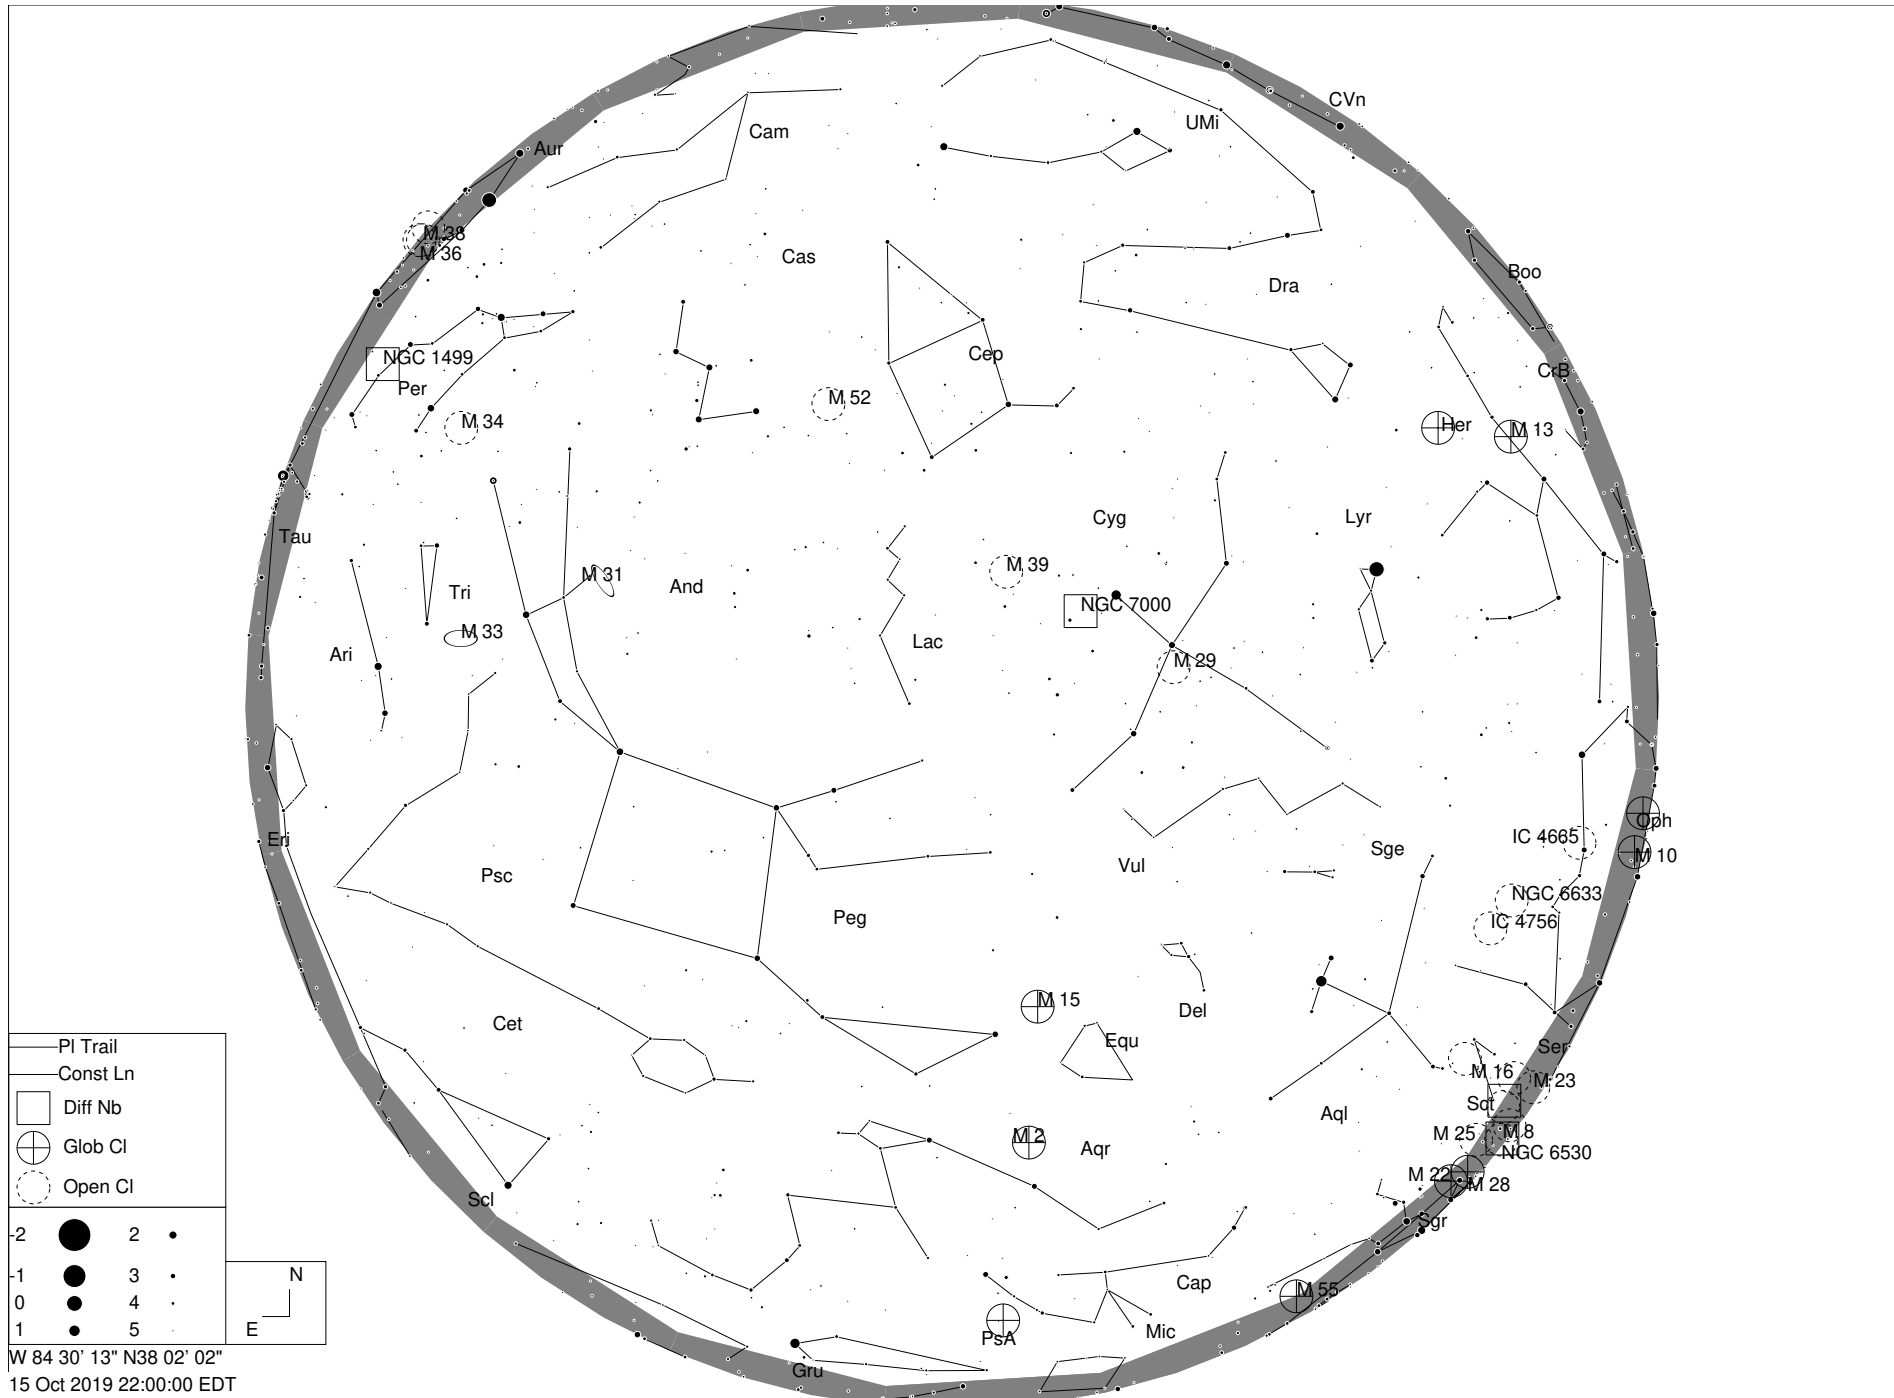 CVn
UMi
Cam
Aur
M 38
M 36
Cas
Boo
Dra
NGC 1499
Per
Cep
CrB
M 52
M 34
Her
M 13
Cyg
Lyr
Tau
M 39
M 31
And
Tri
NGC 7000
M 33
Ari
Lac
M 29
Oph
IC 4665
Eri
Sge
M 10
Vul
Psc
NGC 6633
Peg
IC 4756
M 15
Del
Cet
Equ
Ser
M 16
M 23
Sct
Aql
M 25
M 8
M 2
Aqr
NGC 6530
M 22
M 28
Scl
Sgr
Cap
M 55
Mic
PsA
Gru
Pl Trail
Const Ln
Diff Nb
Glob Cl
Open Cl
-2 2
-1 3
0 4
1 5
N
E
W 84 30' 13" N38 02' 02"
15 Oct 2019 22:00:00 EDT